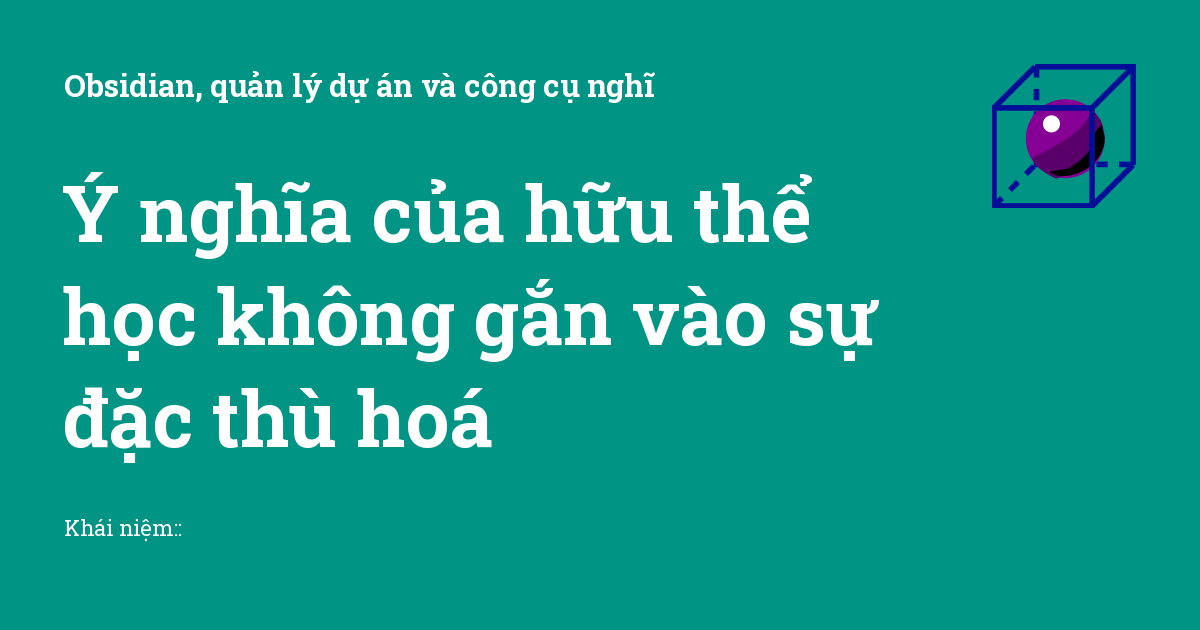 Obsidian, quản lý dự án và công cụ nghĩ
Ý nghĩa của hữu thể
học không gắn vào sự
đặc thù hoá
Khái niệm::